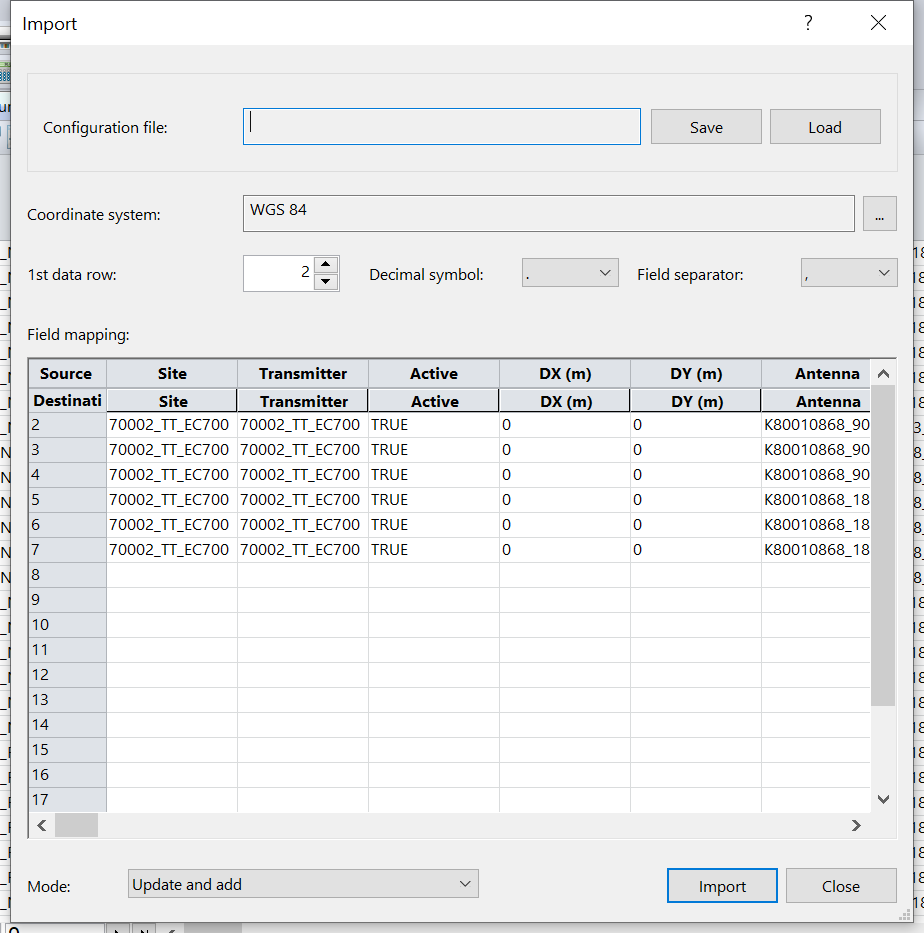 Import ?
Configuration file: Save Load
Coordinate system: WGS 84 ...
1st data row: 2 Decimal symbol: . Field separator: ,
Field mapping:
Source Site Transmitter Active DX (m) DY (m) Antenna
Destinati Site Transmitter Active DX (m) DY (m) Antenna
2 70002_TT_EC700 70002_TT_EC700 TRUE 0 0 K80010868_90
3 70002_TT_EC700 70002_TT_EC700 TRUE 0 0 K80010868_90
4 70002_TT_EC700 70002_TT_EC700 TRUE 0 0 K80010868_90
5 70002_TT_EC700 70002_TT_EC700 TRUE 0 0 K80010868_18
6 70002_TT_EC700 70002_TT_EC700 TRUE 0 0 K80010868_18
7 70002_TT_EC700 70002_TT_EC700 TRUE 0 0 K80010868_18
8
9
10
11
12
13
14
15
16
17
Mode: Update and add Import Close